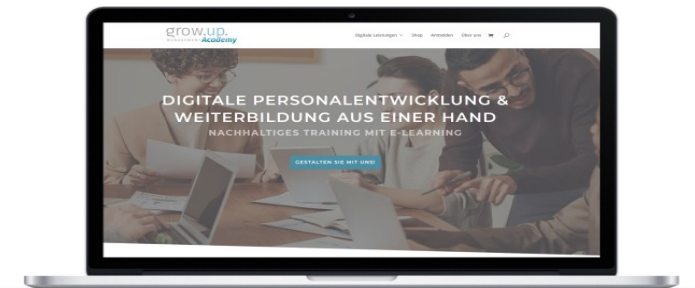 grow.up.
MANAGEMENT Academy
Digitale Leistungen
Shop
Anmelden
Über uns
DIGITALE PERSONALENTWICKLUNG &
WEITERBILDUNG AUS EINER HAND
NACHHALTIGES TRAINING MIT E-LEARNING
GESTALTEN SIE MIT UNS!